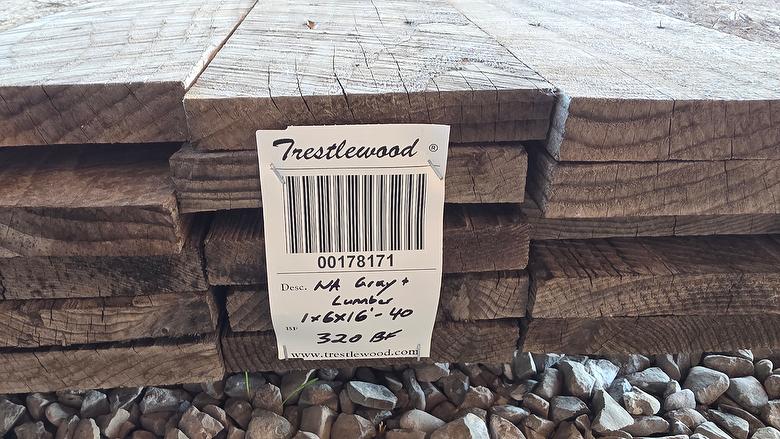 Trestlewood ®
00178171
Desc. NA Gray +
Lumber
1x6x16' - 40
BF 320 BF
www.trestlewood.com